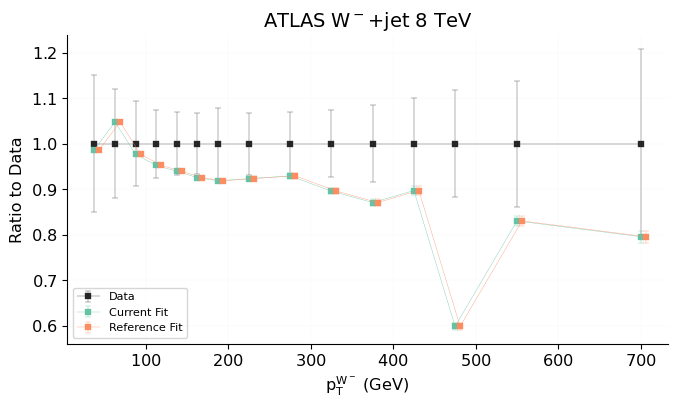 ATLAS W⁻+jet 8 TeV
Ratio to Data
1.2
1.1
1.0
0.9
0.8
0.7
0.6
Data
Current Fit
Reference Fit
100 200 300 400 500 600 700
p_T^{W⁻} (GeV)